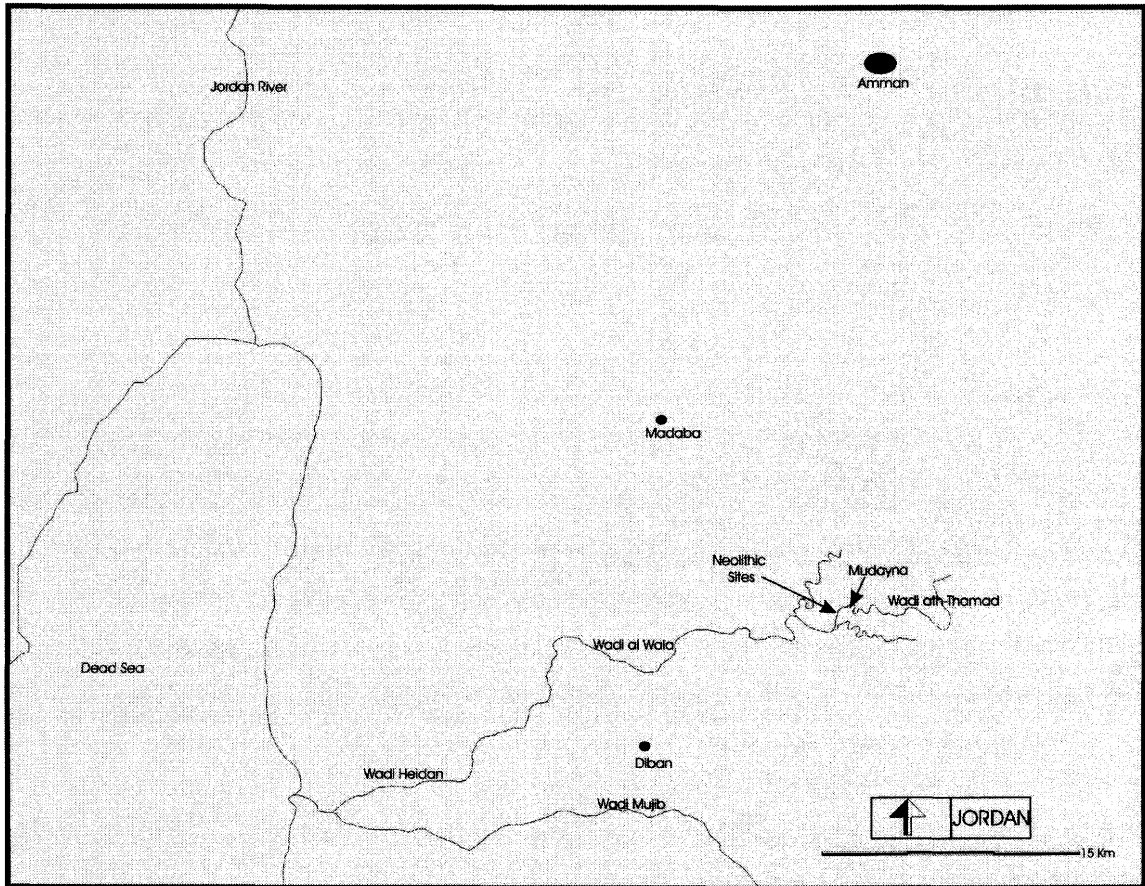 Jordan River
Amman
Madaba
Neolithic
Sites
Mudayna
Wadi ath-Thamad
Wadi al Wala
Dead Sea
Diban
Wadi Heidan
Wadi Mujib
JORDAN
15 Km